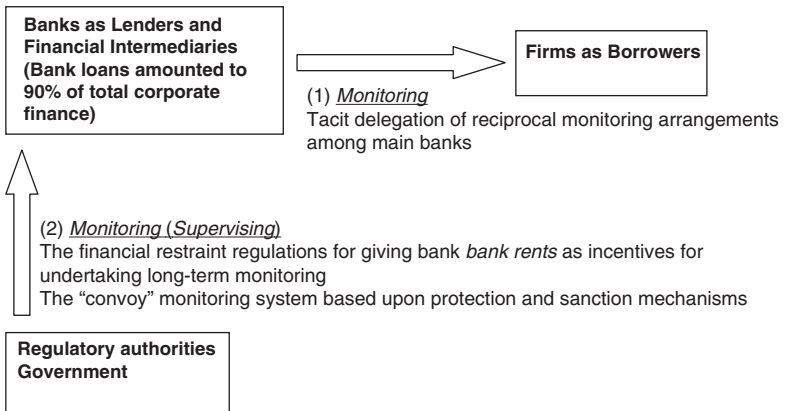 Banks as Lenders and
Financial Intermediaries
(Bank loans amounted to
90% of total corporate
finance)
Firms as Borrowers
(1) Monitoring
Tacit delegation of reciprocal monitoring arrangements
among main banks
(2) Monitoring (Supervising)
The financial restraint regulations for giving bank bank rents as incentives for
undertaking long-term monitoring
The “convoy” monitoring system based upon protection and sanction mechanisms
Regulatory authorities
Government